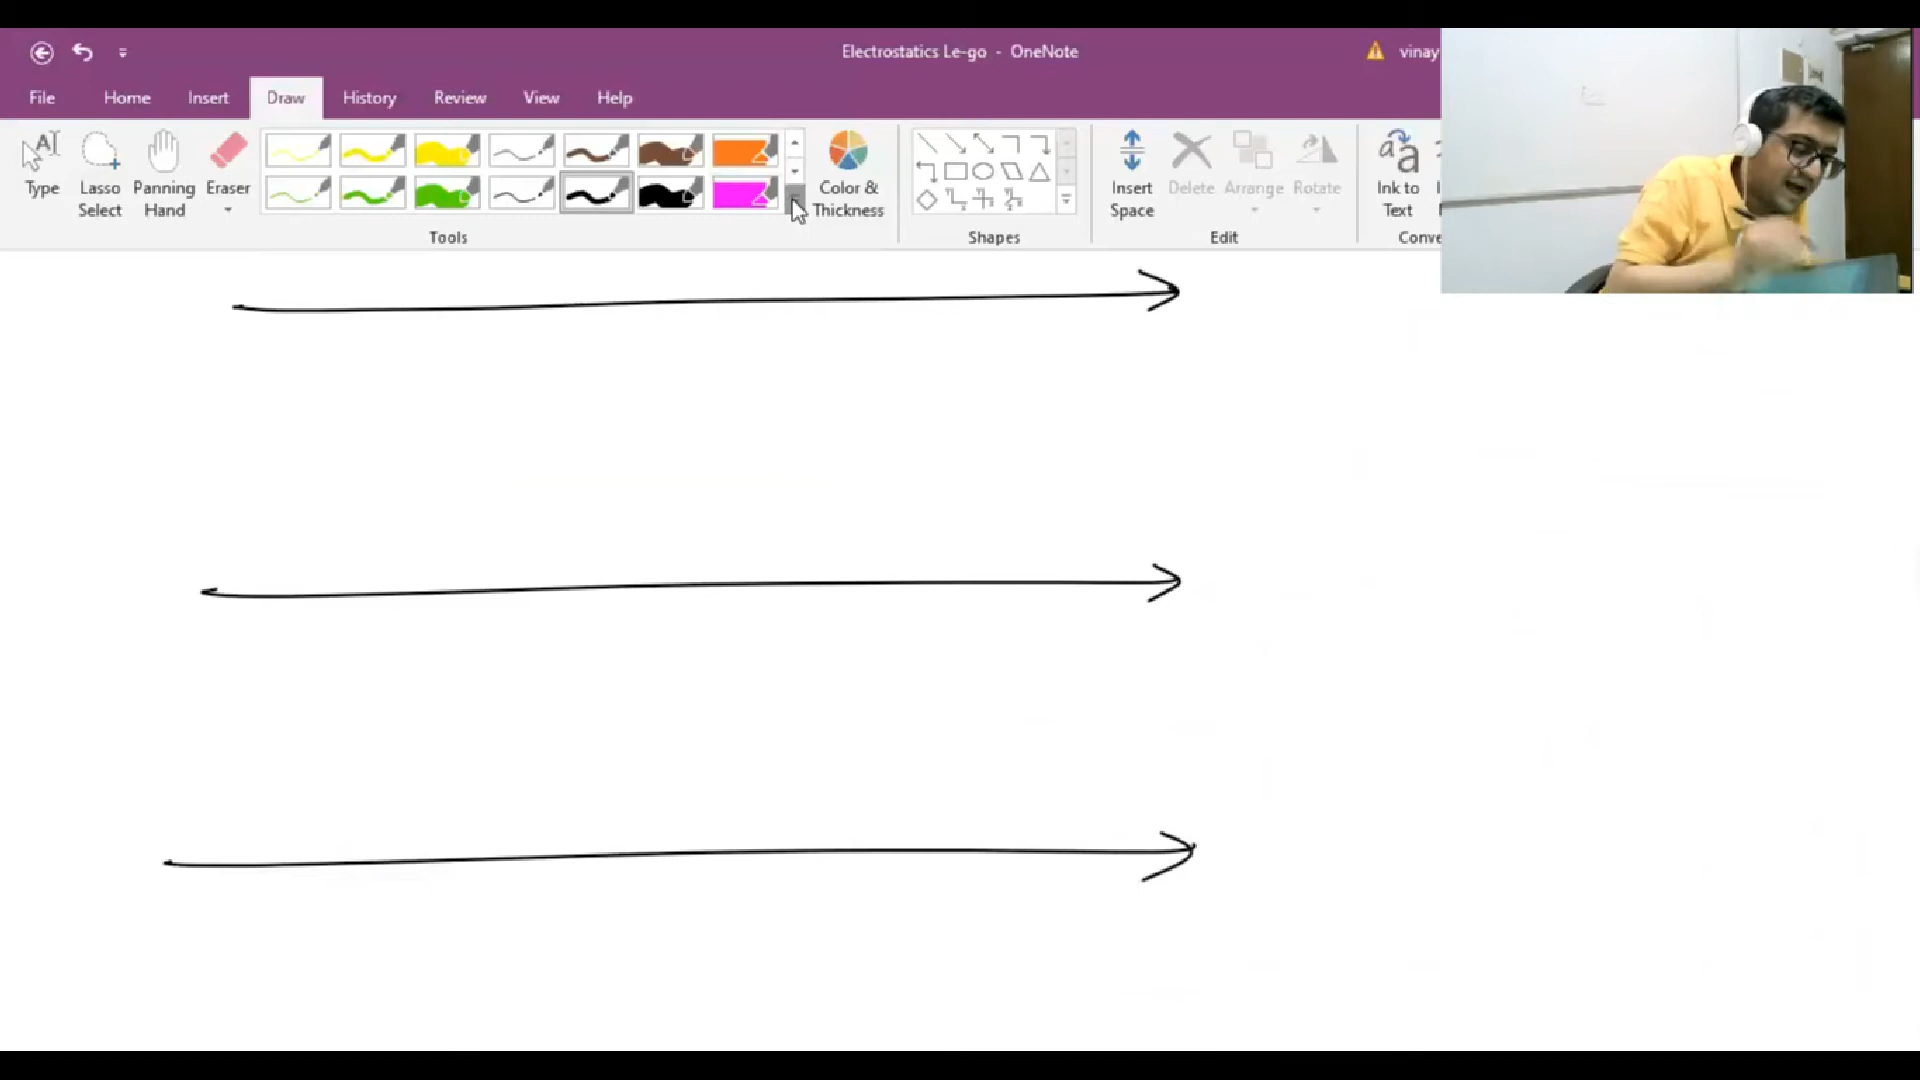 Electrostatics Le-go - OneNote
vinay
File Home Insert Draw History Review View Help
Type
Lasso
Select
Panning
Hand
Eraser
Color &
Thickness
Insert
Space
Delete
Arrange
Rotate
Ink to
Text
Tools
Shapes
Edit
Conve